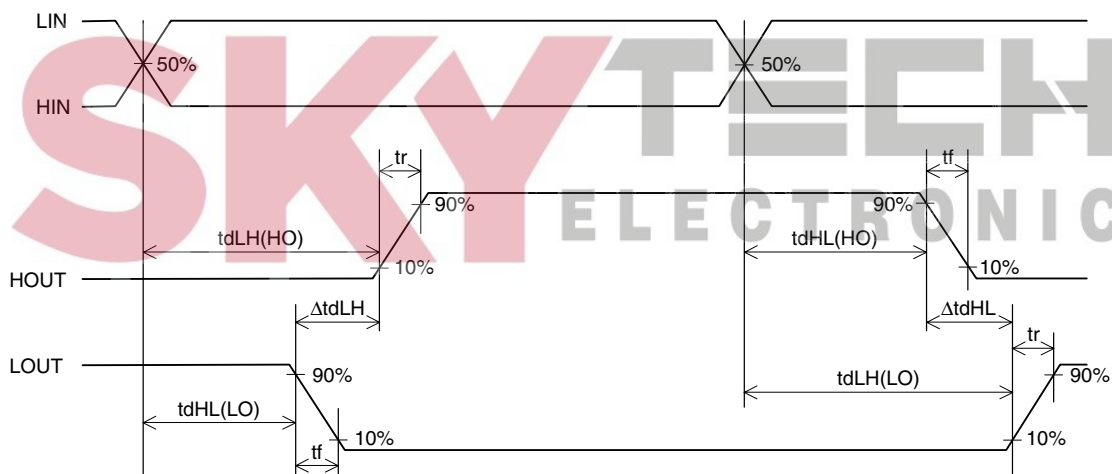 LIN
50%
50%
HIN
SKYTECH
ELECTRONIC
tr
tf
90%
90%
tdLH(HO)
tdHL(HO)
10%
10%
HOUT
ΔtdLH
ΔtdHL
tr
LOUT
90%
90%
tdLH(LO)
tdHL(LO)
10%
10%
tf